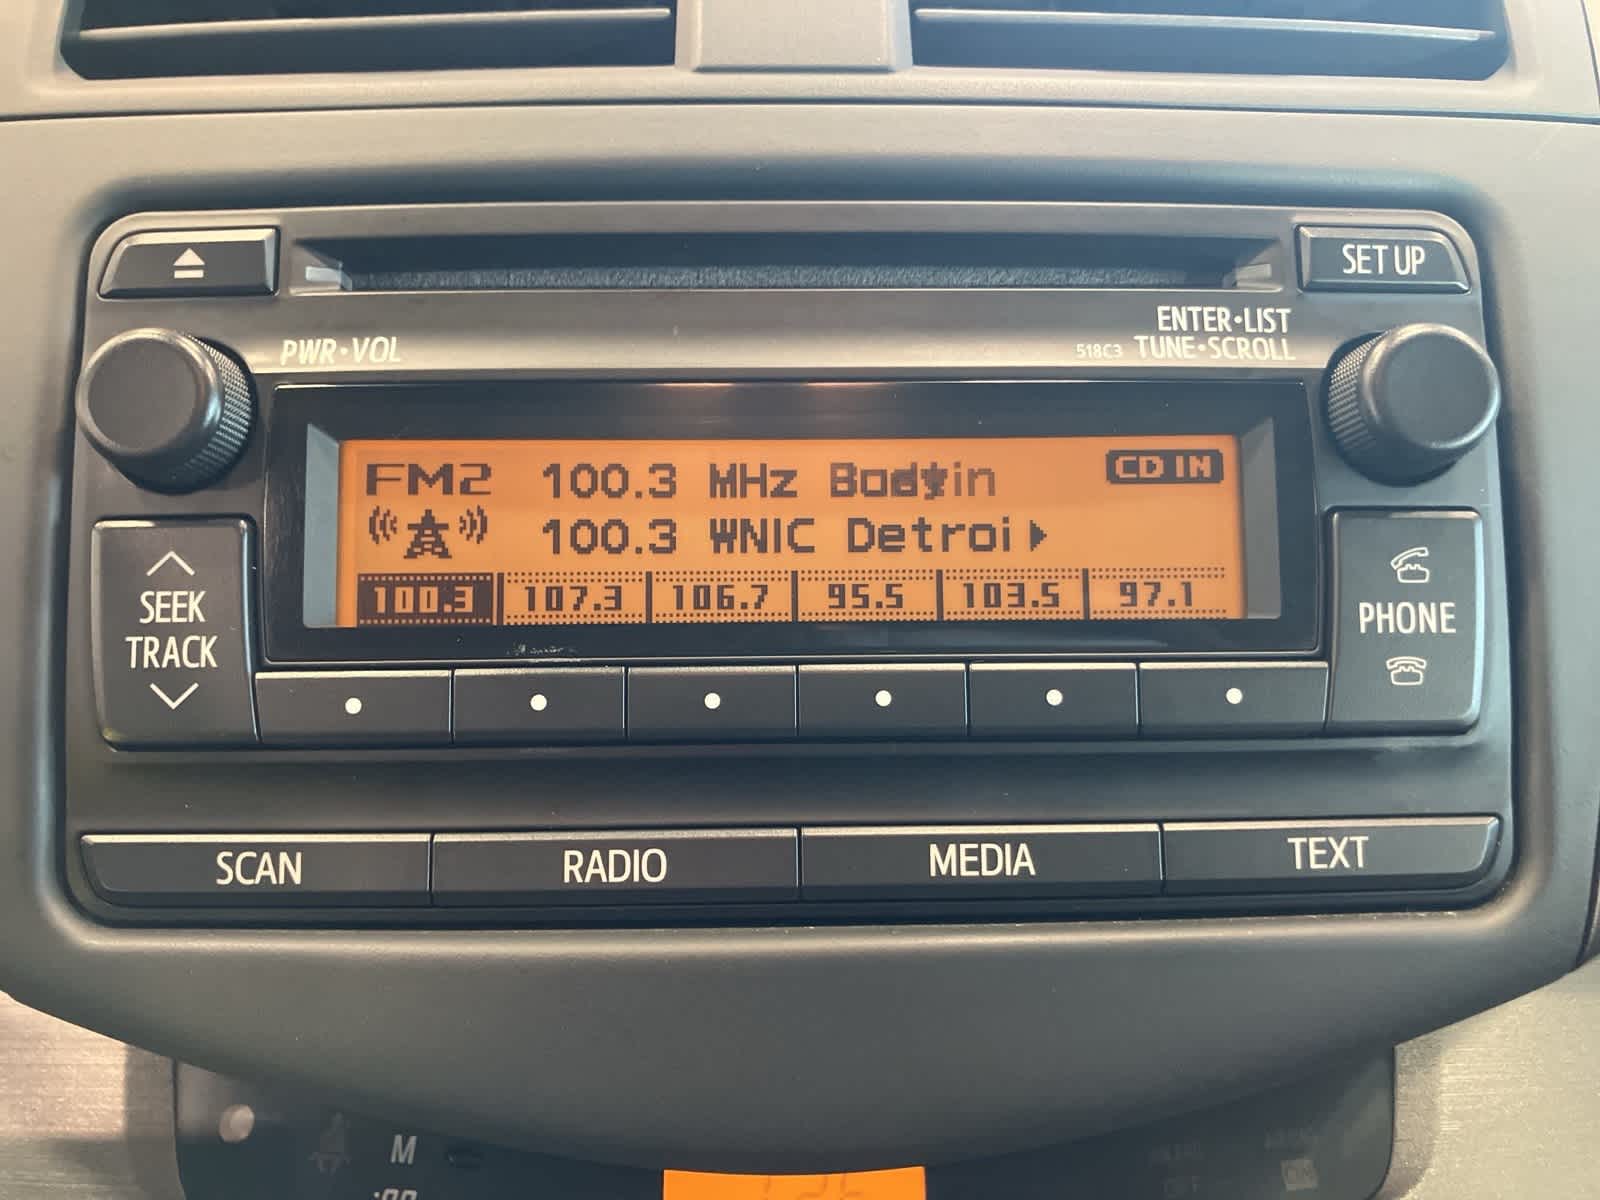 SET UP
PWR•VOL
ENTER•LIST
518C3 TUNE•SCROLL
FM2 100.3 MHz
CD IN
100.3 WNIC Detroi
100.3 107.3 106.7 95.5 103.5 97.1
SEEK
TRACK
PHONE
SCAN RADIO MEDIA TEXT
M